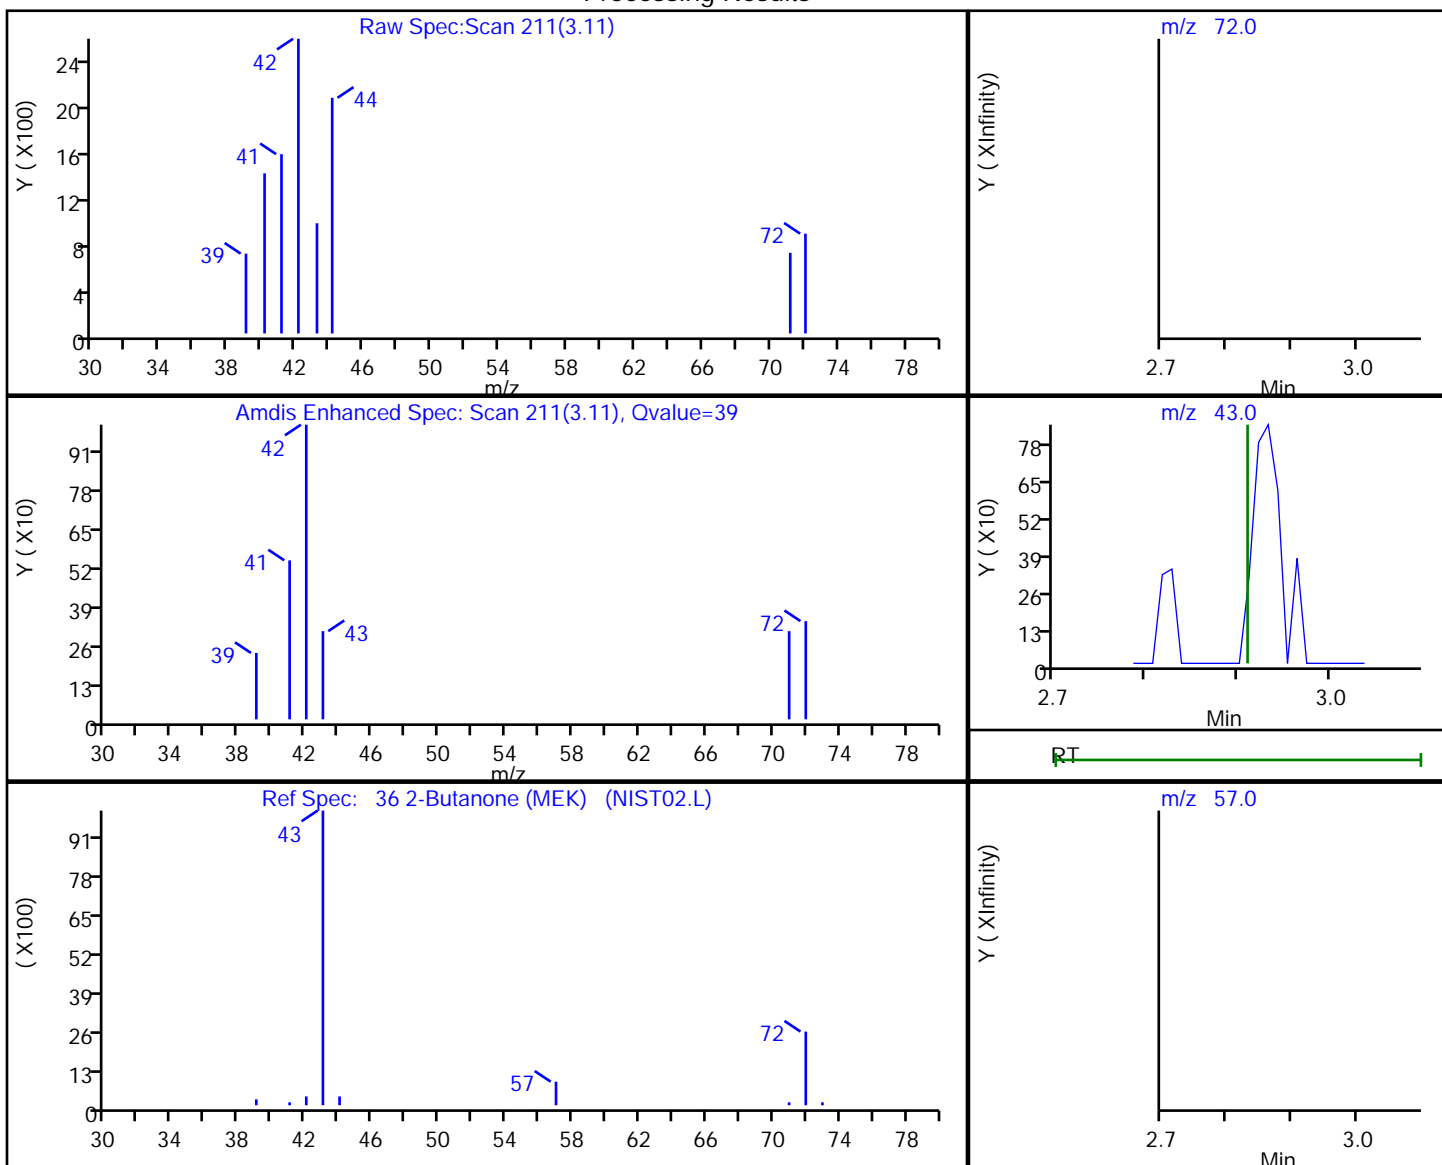 Processing Results
Raw Spec:Scan 211(3.11)
Y ( X100)
24
20
16
12
8
4
0
39
41
42
44
72
30 34 38 42 46 50 54 58 62 66 70 74 78
m/z
m/z 72.0
Y ( XInfinity)
2.7 3.0
Min
Amdis Enhanced Spec: Scan 211(3.11), Qvalue=39
Y ( X10)
91
78
65
52
39
26
13
0
39
41
42
43
72
30 34 38 42 46 50 54 58 62 66 70 74 78
m/z
m/z 43.0
Y ( X10)
78
65
52
39
26
13
0
2.7 3.0
Min
RT
Ref Spec: 36 2-Butanone (MEK) (NIST02.L)
( X100)
91
78
65
52
39
26
13
0
43
57
72
30 34 38 42 46 50 54 58 62 66 70 74 78
m/z 57.0
Y ( XInfinity)
2.7 3.0
Min